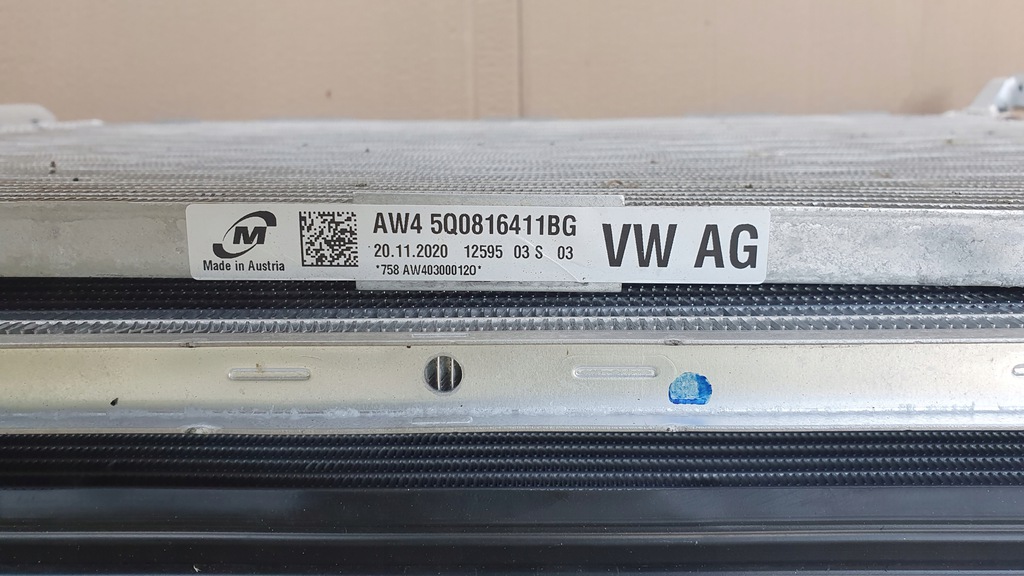 M
Made in Austria
AW4 5Q0816411BG
20.11.2020 12595 03 S 03
*758 AW403000120*
VW AG